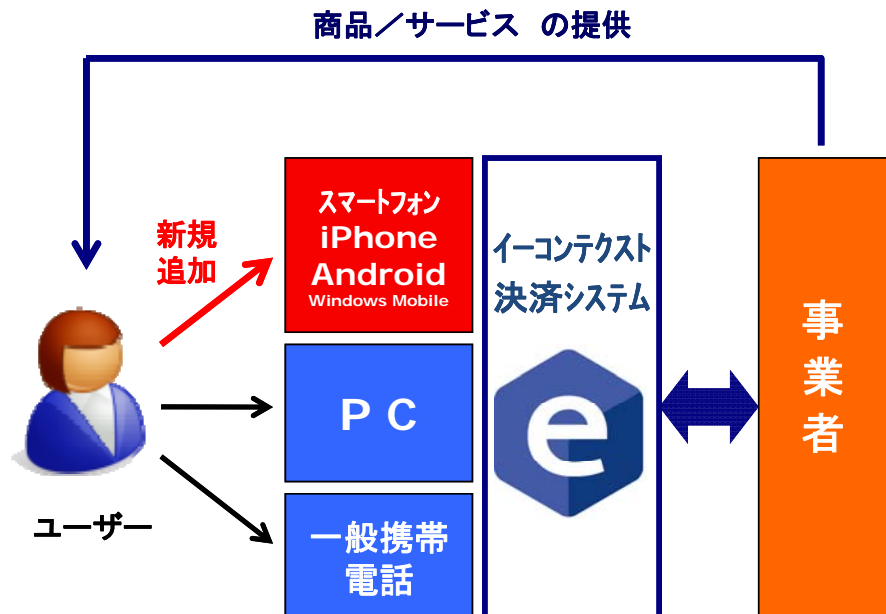 商品／サービス の提供
新規
追加
スマートフォン
iPhone
Android
Windows Mobile
イーコンテクスト
決済システム
e
PC
一般携帯
電話
事
業
者
ユーザー